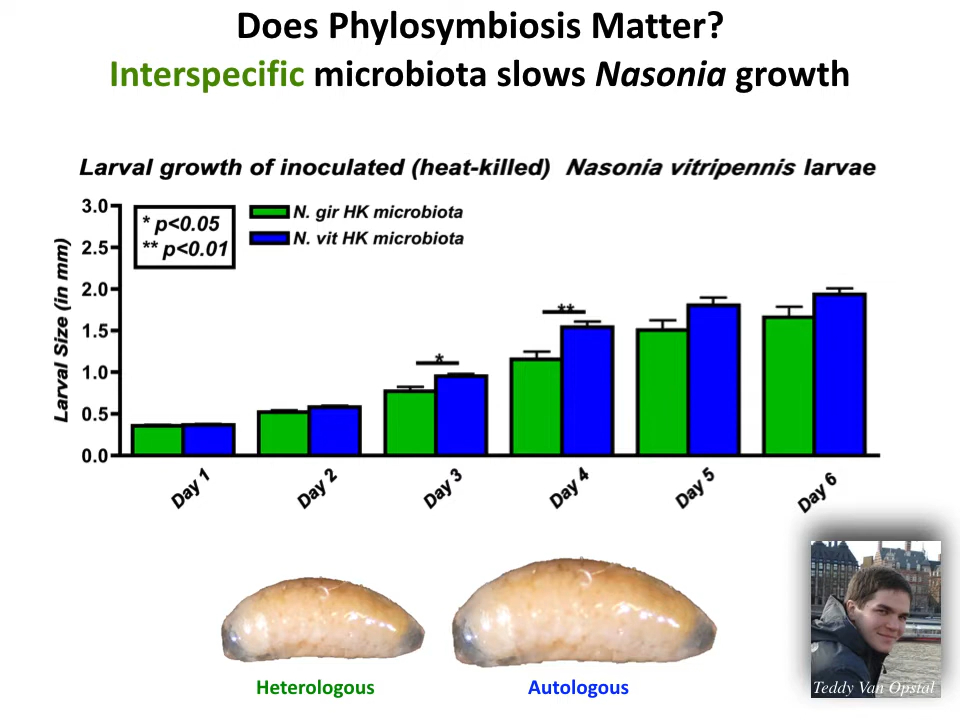 Does Phylosymbiosis Matter?
Interspecific microbiota slows Nasonia growth
Larval growth of inoculated (heat-killed) Nasonia vitripennis larvae
* p<0.05
** p<0.01
N. gir HK microbiota
N. vit HK microbiota
Larval Size (in mm)
3.0
2.5
2.0
1.5
1.0
0.5
0.0
*
**
Day 1
Day 2
Day 3
Day 4
Day 5
Day 6
Heterologous
Autologous
Teddy Van Opstal